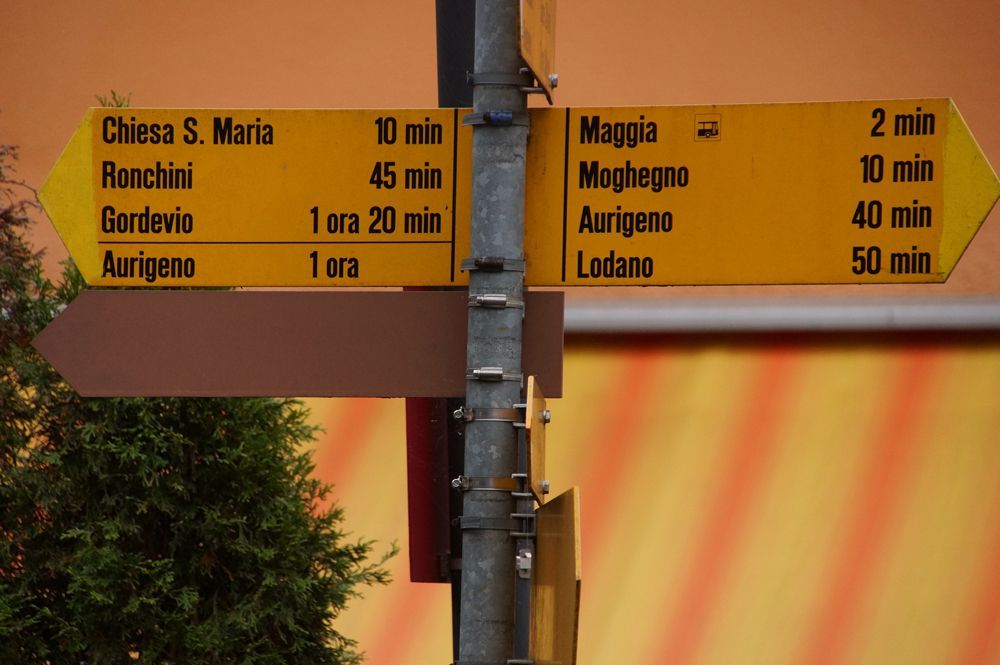 Chiesa S. Maria 10 min
Ronchini 45 min
Gordevio 1 ora 20 min
Aurigeno 1 ora
Maggia 2 min
Moghegno 10 min
Aurigeno 40 min
Lodano 50 min